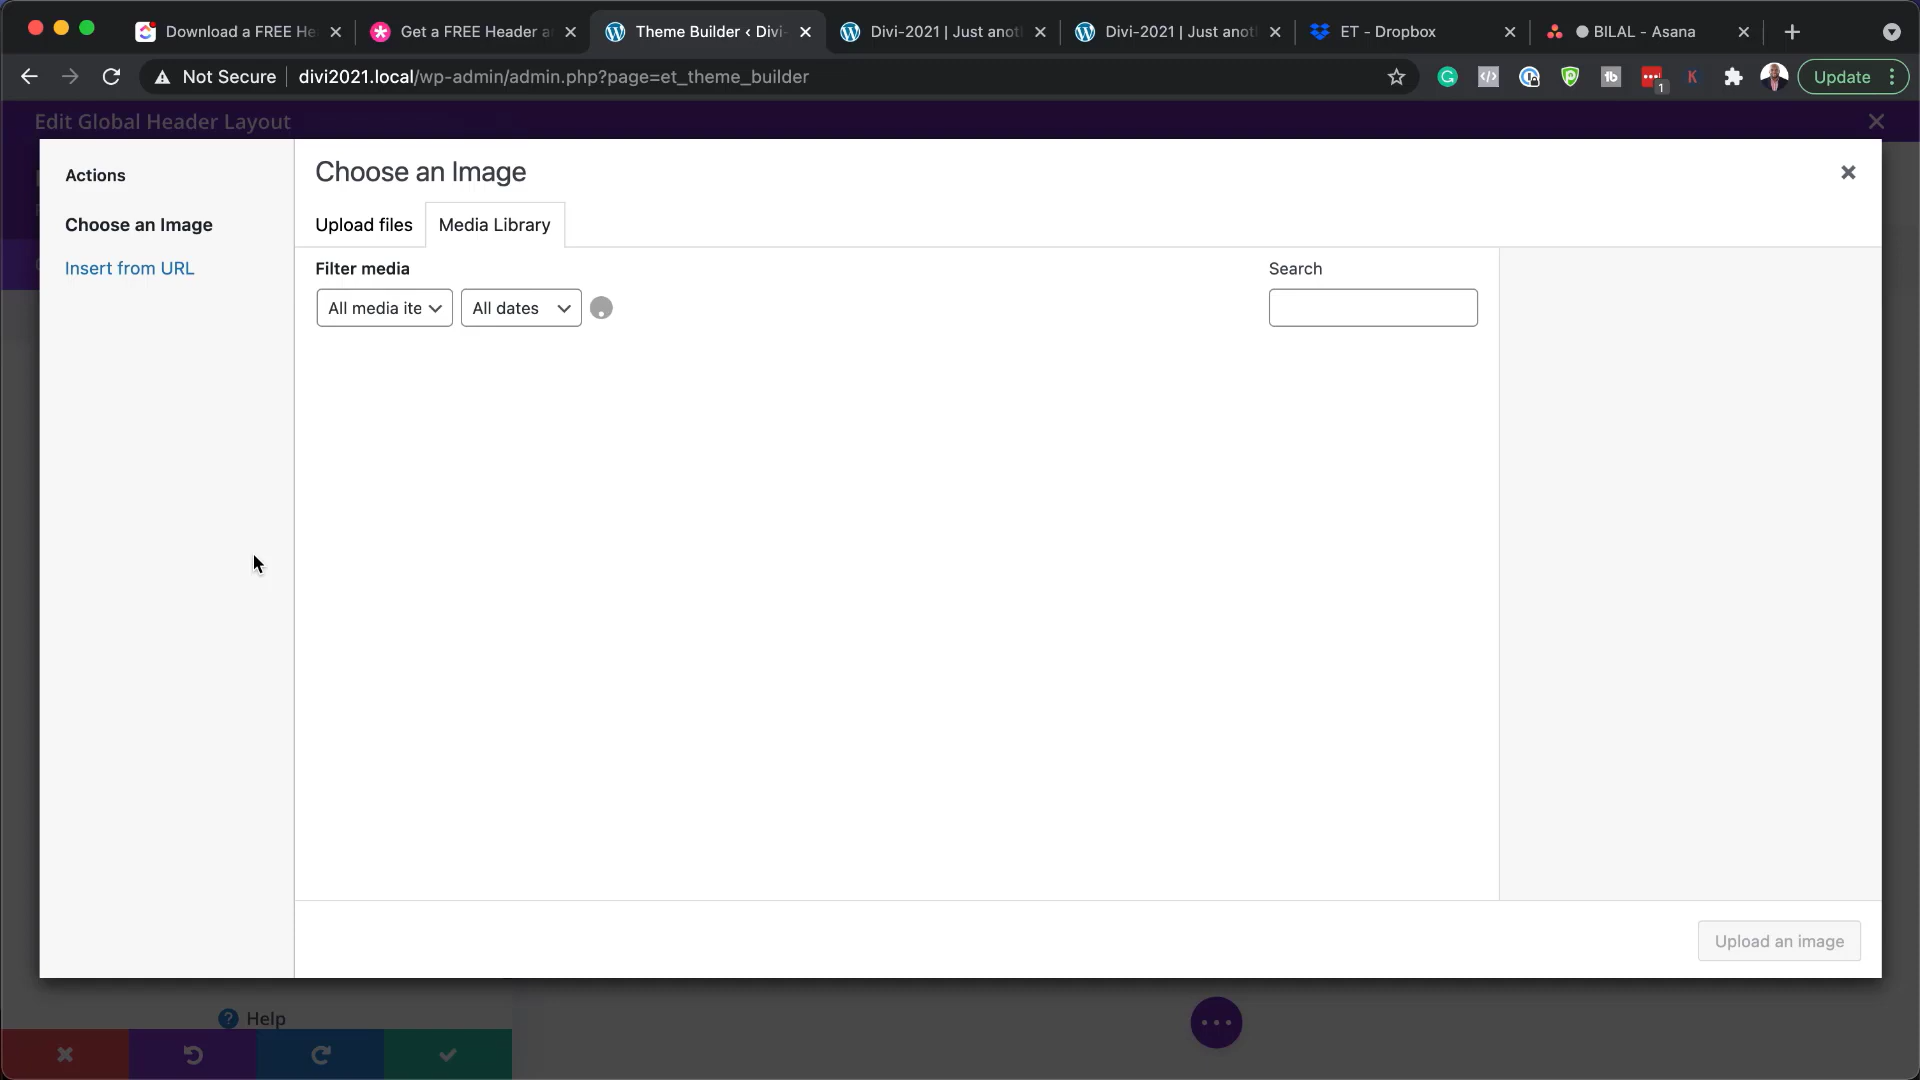 Download a FREE He
Get a FREE Header a
Theme Builder ‹ Divi-
Divi-2021 | Just anot
Divi-2021 | Just anot
ET - Dropbox
BILAL - Asana
Not Secure
divi2021.local/wp-admin/admin.php?page=et_theme_builder
1
Update
Edit Global Header Layout
Actions
Choose an Image
Insert from URL
Choose an Image
Upload files
Media Library
Filter media
All media ite
All dates
Search
Upload an image
Help